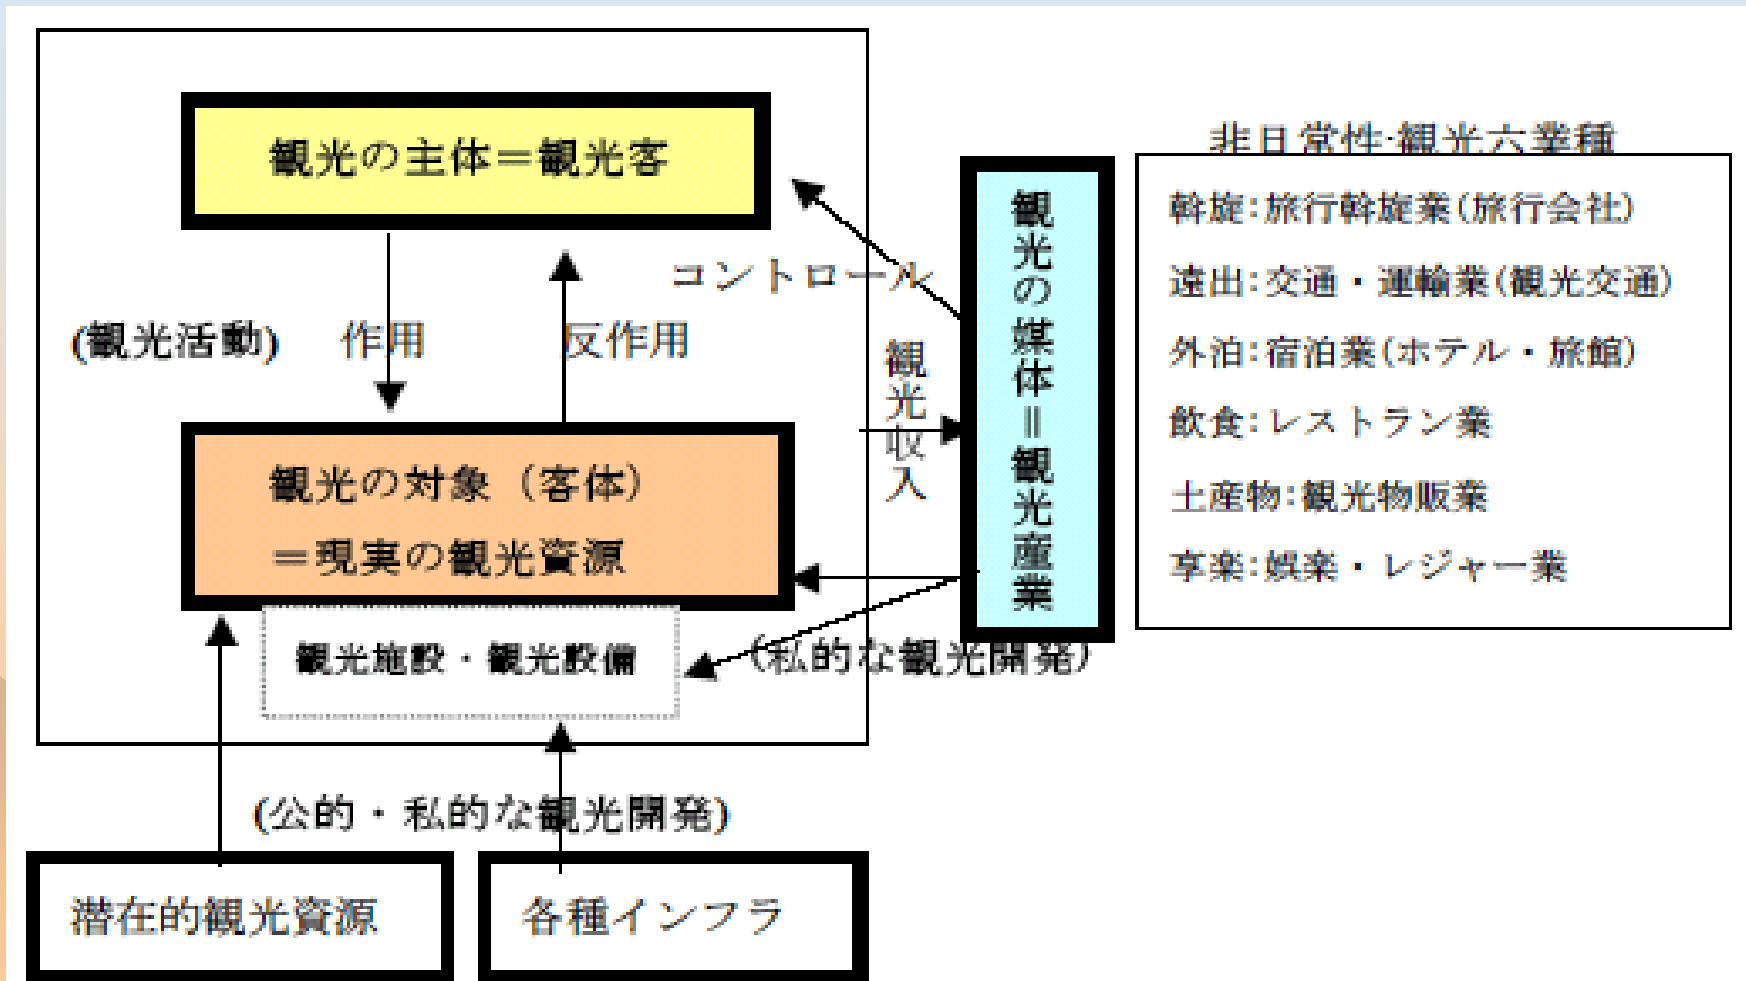 非日常性・観光六業種
観光の主体＝観光客
斡旋：旅行斡旋業(旅行会社)
遠出：交通・運輸業(観光交通)
外泊：宿泊業(ホテル・旅館)
飲食：レストラン業
土産物：観光物販業
享楽：娯楽・レジャー業
観光の媒体＝観光産業
コントロール
(観光活動)
作用
反作用
観光収入
観光の対象（客体）
＝現実の観光資源
観光施設・観光設備
（私的な観光開発）
(公的・私的な観光開発)
潜在的観光資源
各種インフラ